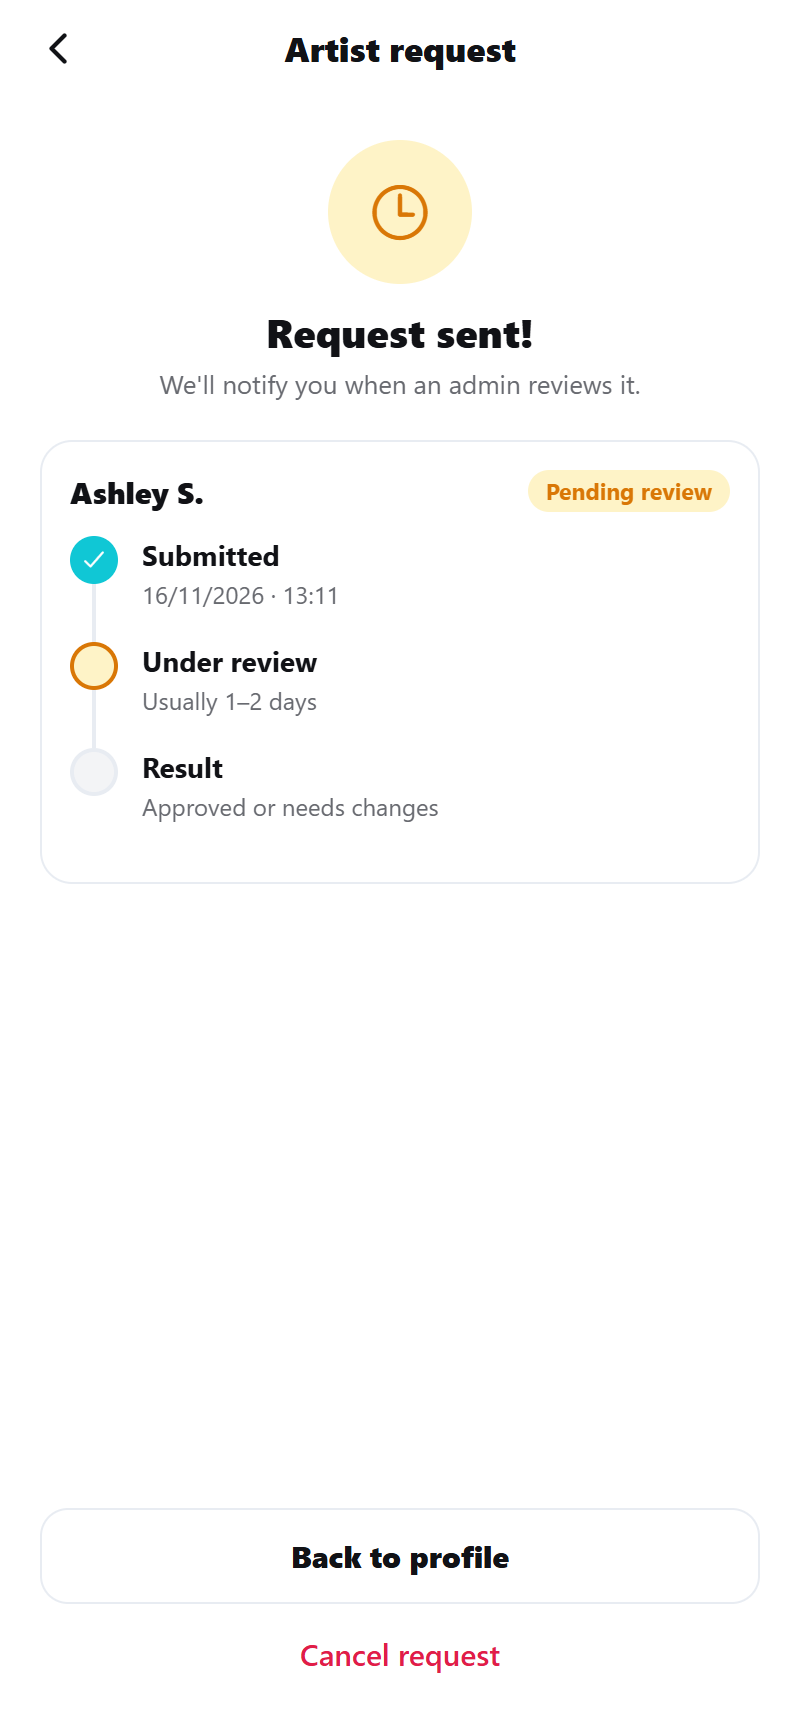 Artist request
Request sent!
We'll notify you when an admin reviews it.
Ashley S.
Pending review
Submitted
16/11/2026 · 13:11
Under review
Usually 1–2 days
Result
Approved or needs changes
Back to profile
Cancel request